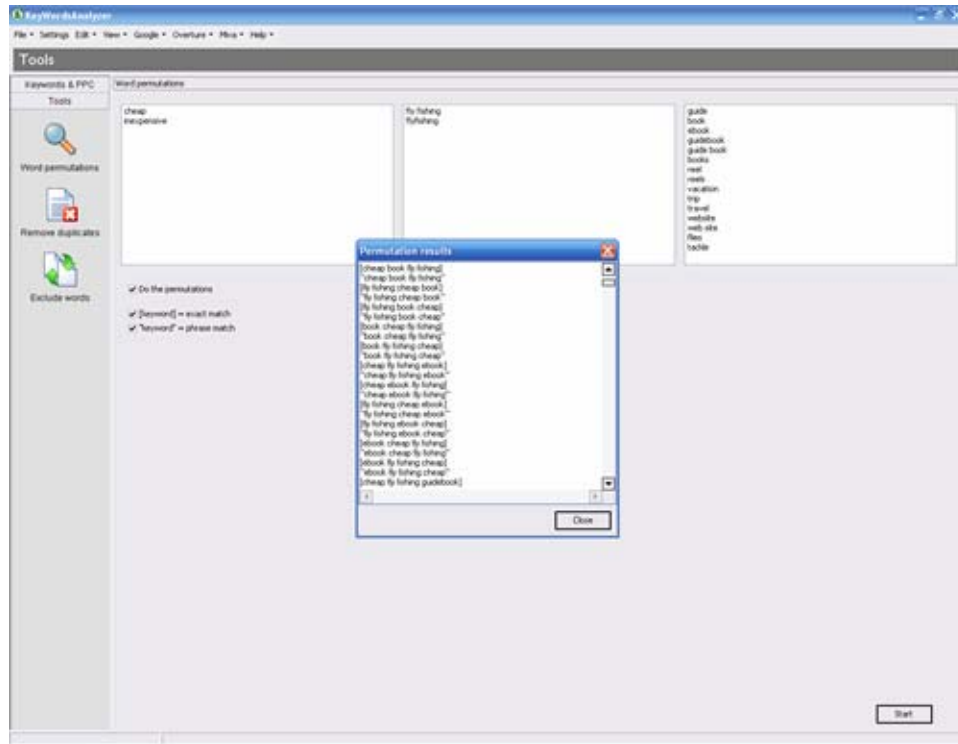 KeyWordsAnalyzer
File Settings Edit View Google Overture Miva Help
Tools
Keywords & PPC
Tools
Word permutations
Remove duplicates
Exclude words
Word permutations
cheap
inexpensive
fly fishing
flyfishing
guide
book
ebook
guidebook
guide book
books
reel
reels
vacation
trip
travel
website
web site
flies
tackle
Do the permutations
[keyword] = exact match
"keyword" = phrase match
Permutation results
[cheap book fly fishing]
"cheap book fly fishing"
[fly fishing cheap book]
"fly fishing cheap book"
[fly fishing book cheap]
"fly fishing book cheap"
[book cheap fly fishing]
"book cheap fly fishing"
[book fly fishing cheap]
"book fly fishing cheap"
[cheap fly fishing ebook]
"cheap fly fishing ebook"
[cheap ebook fly fishing]
"cheap ebook fly fishing"
[fly fishing cheap ebook]
"fly fishing cheap ebook"
[fly fishing ebook cheap]
"fly fishing ebook cheap"
[ebook cheap fly fishing]
"ebook cheap fly fishing"
[ebook fly fishing cheap]
"ebook fly fishing cheap"
[cheap fly fishing guidebook]
Close
Start